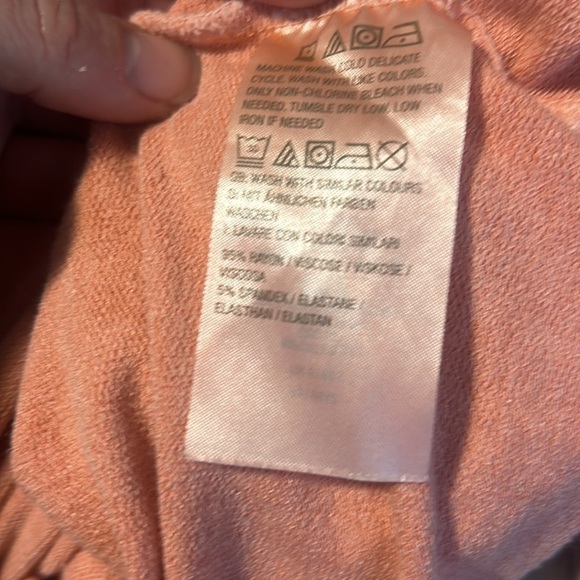 MACHINE WASH COLD DELICATE
CYCLE. WASH WITH LIKE COLORS.
ONLY NON-CHLORINE BLEACH WHEN
NEEDED, TUMBLE DRY LOW, LOW
IRON IF NEEDED
GB: WASH WITH SIMILAR COLOURS
D: MIT ÄHNLICHEN FARBEN
WASCHEN
I: LAVARE CON COLORI SIMILARI
95% RAYON / VISCOSE / VISKOSE /
VISCOSA
5% SPANDEX / ELASTANE /
ELASTHAN / ELASTAN